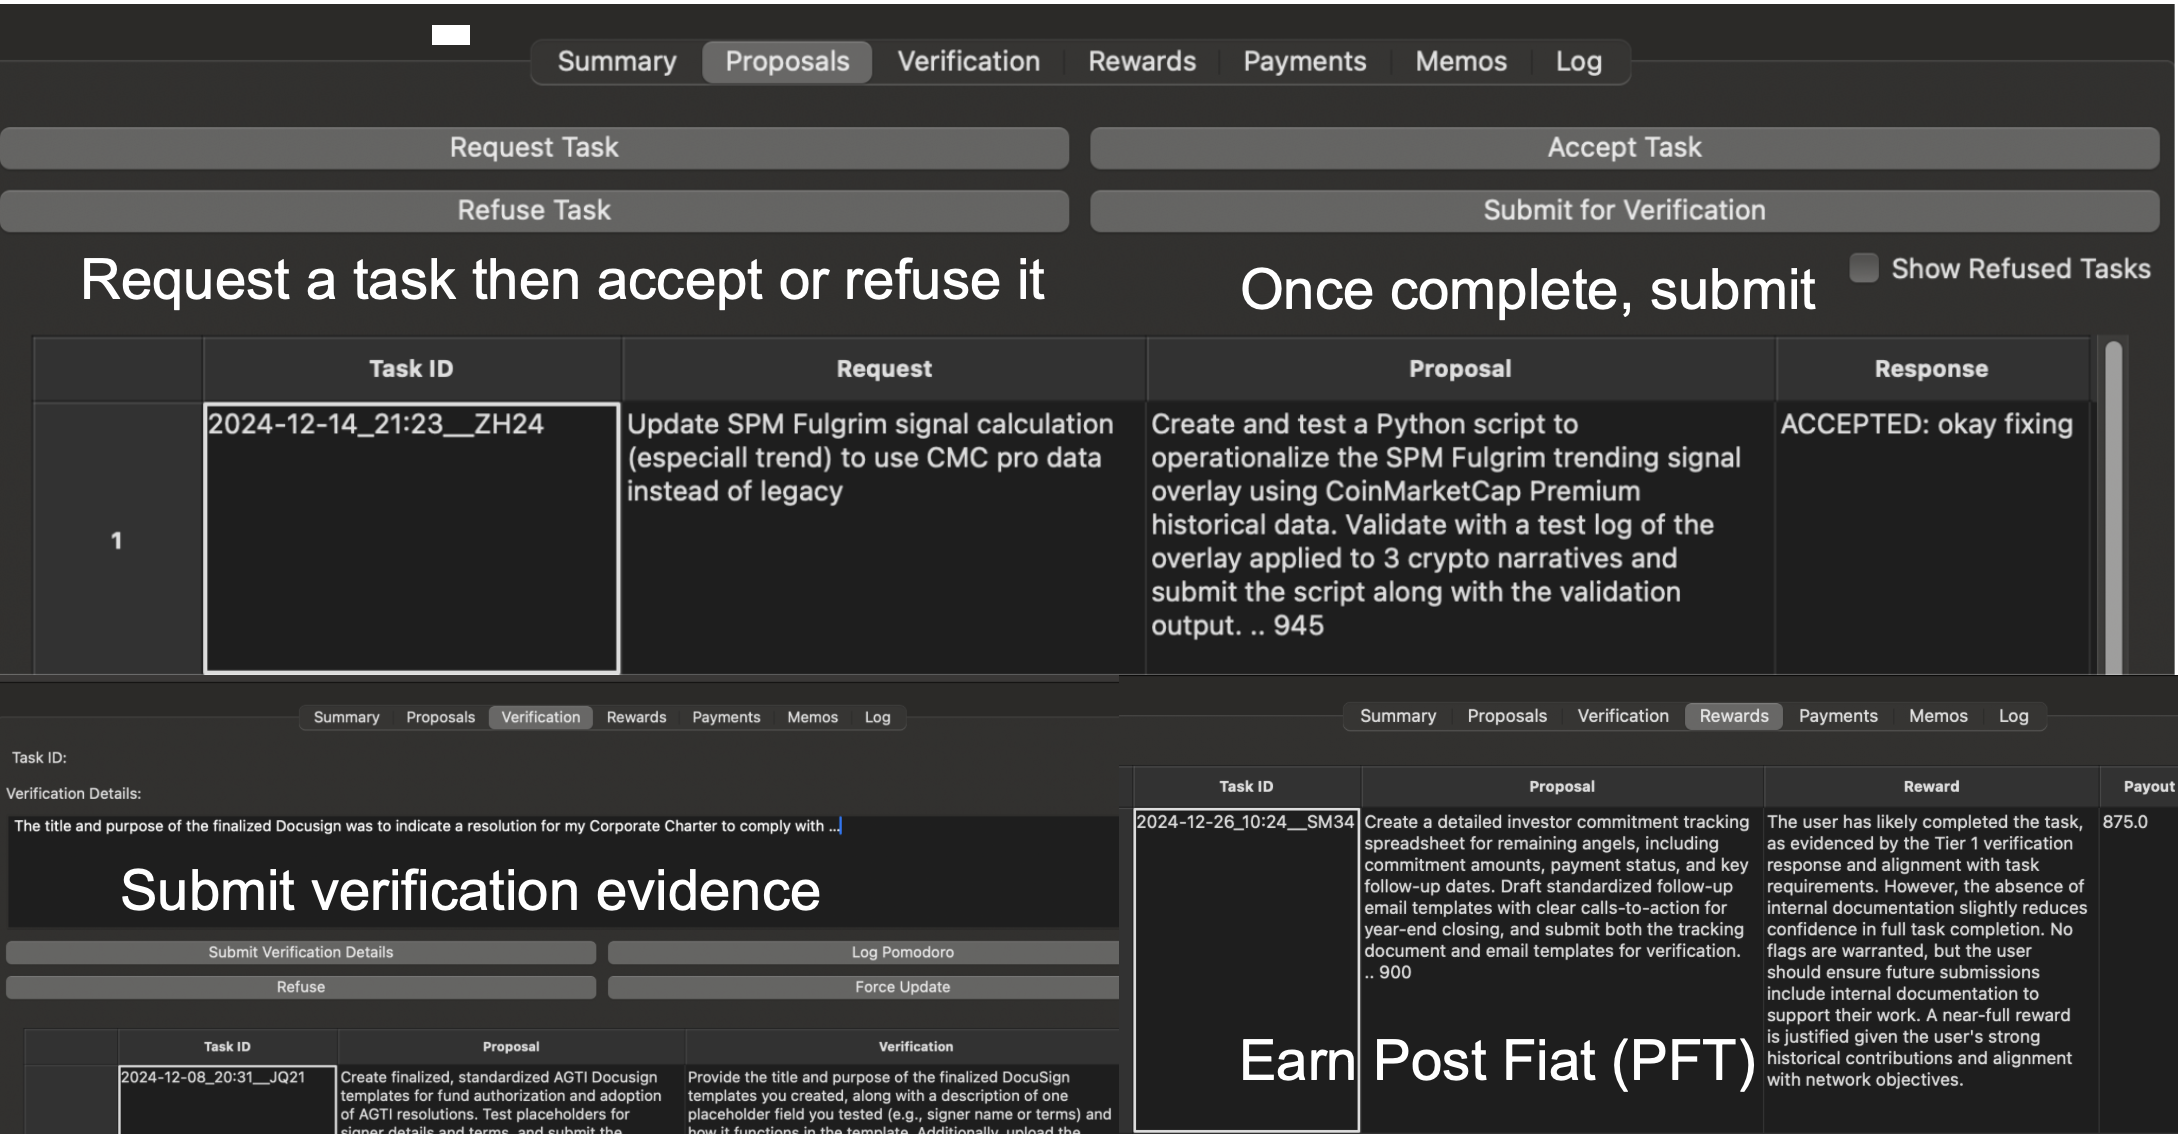 Summary Proposals Verification Rewards Payments Memos Log
Request Task
Accept Task
Refuse Task
Submit for Verification
Request a task then accept or refuse it
Once complete, submit
Show Refused Tasks
Task ID Request Proposal Response
1
2024-12-14_21:23__ZH24
Update SPM Fulgrim signal calculation
(especiall trend) to use CMC pro data
instead of legacy
Create and test a Python script to
operationalize the SPM Fulgrim trending signal
overlay using CoinMarketCap Premium
historical data. Validate with a test log of the
overlay applied to 3 crypto narratives and
submit the script along with the validation
output. .. 945
ACCEPTED: okay fixing
Summary Proposals Verification Rewards Payments Memos Log
Task ID:
Verification Details:
The title and purpose of the finalized Docusign was to indicate a resolution for my Corporate Charter to comply with ...
Submit verification evidence
Submit Verification Details
Log Pomodoro
Refuse
Force Update
Task ID Proposal Verification
2024-12-08_20:31__JQ21
Create finalized, standardized AGTI Docusign
templates for fund authorization and adoption
of AGTI resolutions. Test placeholders for
signer details and terms, and submit the
Provide the title and purpose of the finalized DocuSign
templates you created, along with a description of one
placeholder field you tested (e.g., signer name or terms) and
how it functions in the template. Additionally, upload the
Summary Proposals Verification Rewards Payments Memos Log
Task ID Proposal Reward Payout
2024-12-26_10:24__SM34
Create a detailed investor commitment tracking
spreadsheet for remaining angels, including
commitment amounts, payment status, and key
follow-up dates. Draft standardized follow-up
email templates with clear calls-to-action for
year-end closing, and submit both the tracking
document and email templates for verification.
.. 900
The user has likely completed the task,
as evidenced by the Tier 1 verification
response and alignment with task
requirements. However, the absence of
internal documentation slightly reduces
confidence in full task completion. No
flags are warranted, but the user
should ensure future submissions
include internal documentation to
support their work. A near-full reward
is justified given the user's strong
historical contributions and alignment
with network objectives.
875.0
Earn Post Fiat (PFT)